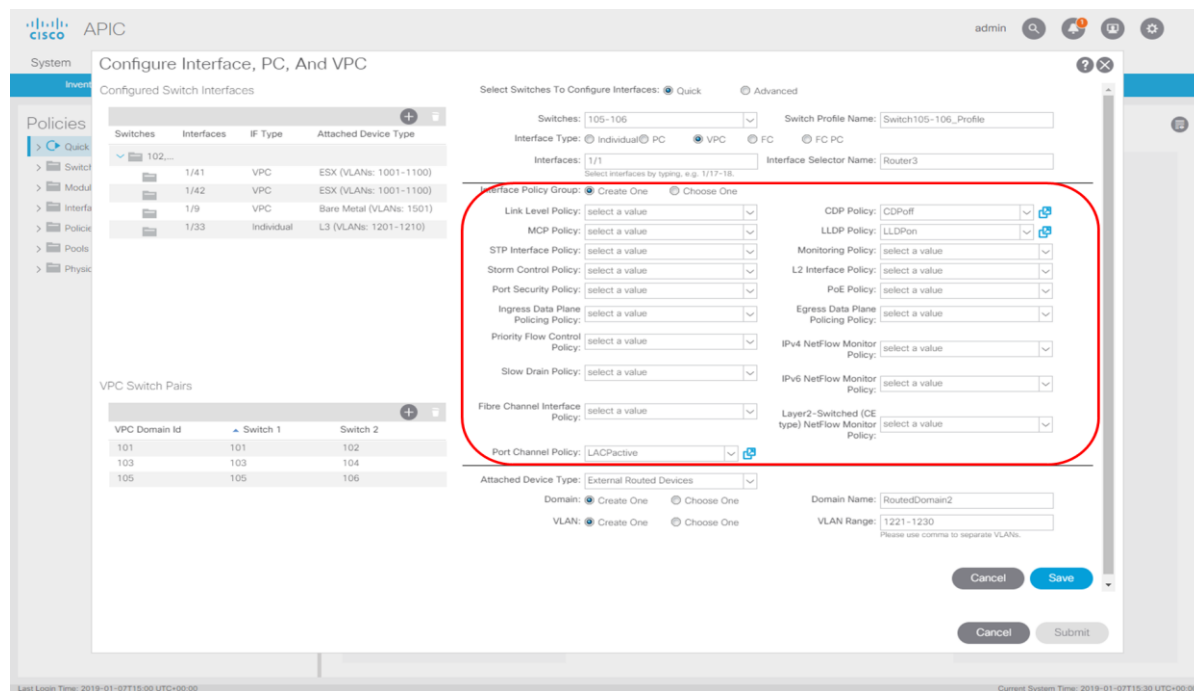 cisco APIC
admin
1
System
Configure Interface, PC, And VPC
Invent
Configured Switch Interfaces
Switches Interfaces IF Type Attached Device Type
102,...
1/41 VPC ESX (VLANs: 1001-1100)
1/42 VPC ESX (VLANs: 1001-1100)
1/9 VPC Bare Metal (VLANs: 1501)
1/33 Individual L3 (VLANs: 1201-1210)
Policies
Quick
Switch
Modul
Interfa
Policie
Pools
Physic
VPC Switch Pairs
VPC Domain Id Switch 1 Switch 2
101 101 102
103 103 104
105 105 106
Select Switches To Configure Interfaces: Quick Advanced
Switches: 105-106 Switch Profile Name: Switch105-106_Profile
Interface Type: Individual PC VPC FC FC PC
Interfaces: 1/1 Interface Selector Name: Router3
Select interfaces by typing, e.g. 1/17-18.
Interface Policy Group: Create One Choose One
Link Level Policy: select a value CDP Policy: CDPoff
MCP Policy: select a value LLDP Policy: LLDPon
STP Interface Policy: select a value Monitoring Policy: select a value
Storm Control Policy: select a value L2 Interface Policy: select a value
Port Security Policy: select a value PoE Policy: select a value
Ingress Data Plane Policing Policy: select a value Egress Data Plane Policing Policy: select a value
Priority Flow Control Policy: select a value IPv4 NetFlow Monitor Policy: select a value
Slow Drain Policy: select a value IPv6 NetFlow Monitor Policy: select a value
Fibre Channel Interface Policy: select a value Layer2-Switched (CE type) NetFlow Monitor Policy: select a value
Port Channel Policy: LACPactive
Attached Device Type: External Routed Devices
Domain: Create One Choose One Domain Name: RoutedDomain2
VLAN: Create One Choose One VLAN Range: 1221-1230
Please use comma to separate VLANs.
Cancel Save
Cancel Submit
Last Login Time: 2019-01-07T15:00 UTC+00:00
Current System Time: 2019-01-07T15:30 UTC+00:00